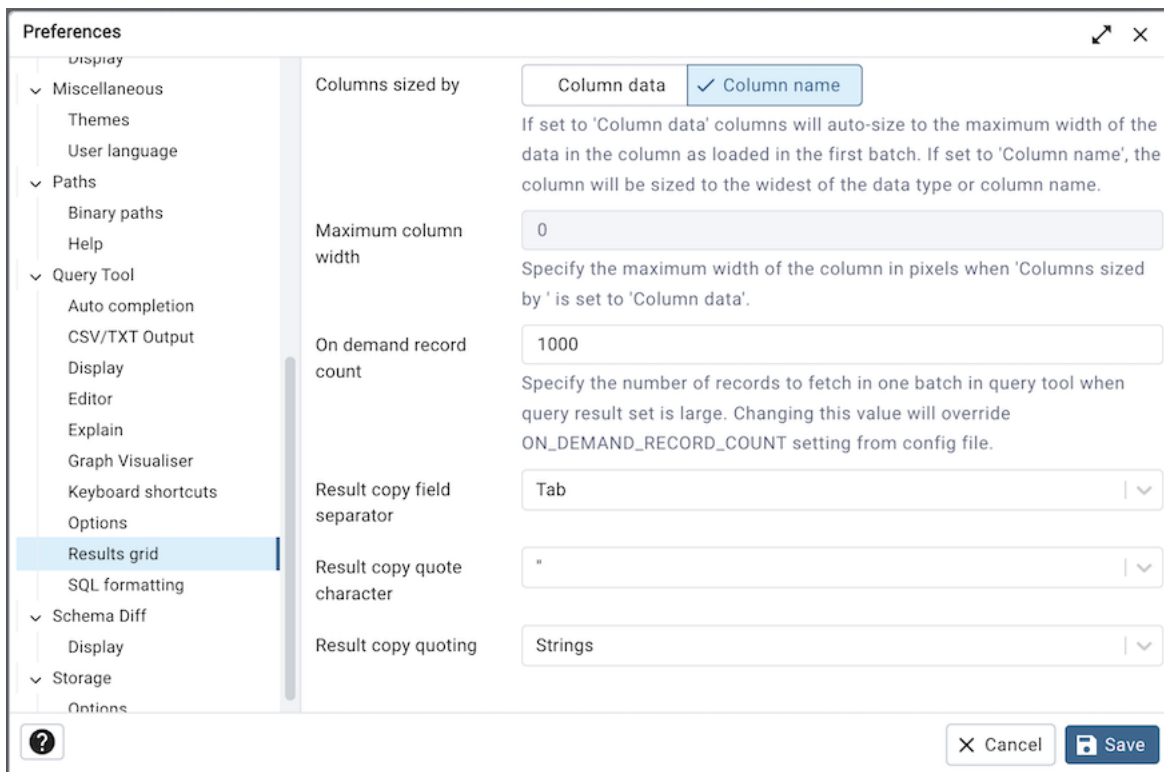 Preferences
Display
Miscellaneous
Themes
User language
Paths
Binary paths
Help
Query Tool
Auto completion
CSV/TXT Output
Display
Editor
Explain
Graph Visualiser
Keyboard shortcuts
Options
Results grid
SQL formatting
Schema Diff
Display
Storage
Options
Columns sized by
Column data
Column name
If set to 'Column data' columns will auto-size to the maximum width of the
data in the column as loaded in the first batch. If set to 'Column name', the
column will be sized to the widest of the data type or column name.
Maximum column
width
0
Specify the maximum width of the column in pixels when 'Columns sized
by ' is set to 'Column data'.
On demand record
count
1000
Specify the number of records to fetch in one batch in query tool when
query result set is large. Changing this value will override
ON_DEMAND_RECORD_COUNT setting from config file.
Result copy field
separator
Tab
Result copy quote
character
"
Result copy quoting
Strings
?
Cancel
Save